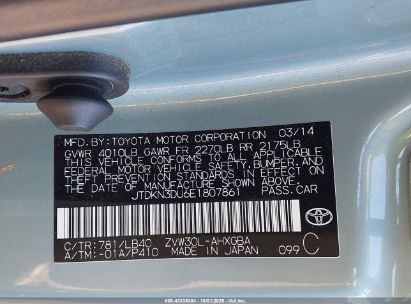 MFD.BY:TOYOTA MOTOR CORPORATION 03/14
GVWR 4010LB GAWR FR 2270LB RR 2175LB
THIS VEHICLE CONFORMS TO ALL APPLICABLE
FEDERAL MOTOR VEHICLE SAFETY, BUMPER, AND
THEFT PREVENTION STANDARDS IN EFFECT ON
THE DATE OF MANUFACTURE SHOWN ABOVE.
JTDKN3DU6E1807861 PASS.CAR
C/TR:781/LB40 ZVW30L-AHXGBA
A/TM:-01A/P410 MADE IN JAPAN 099 C